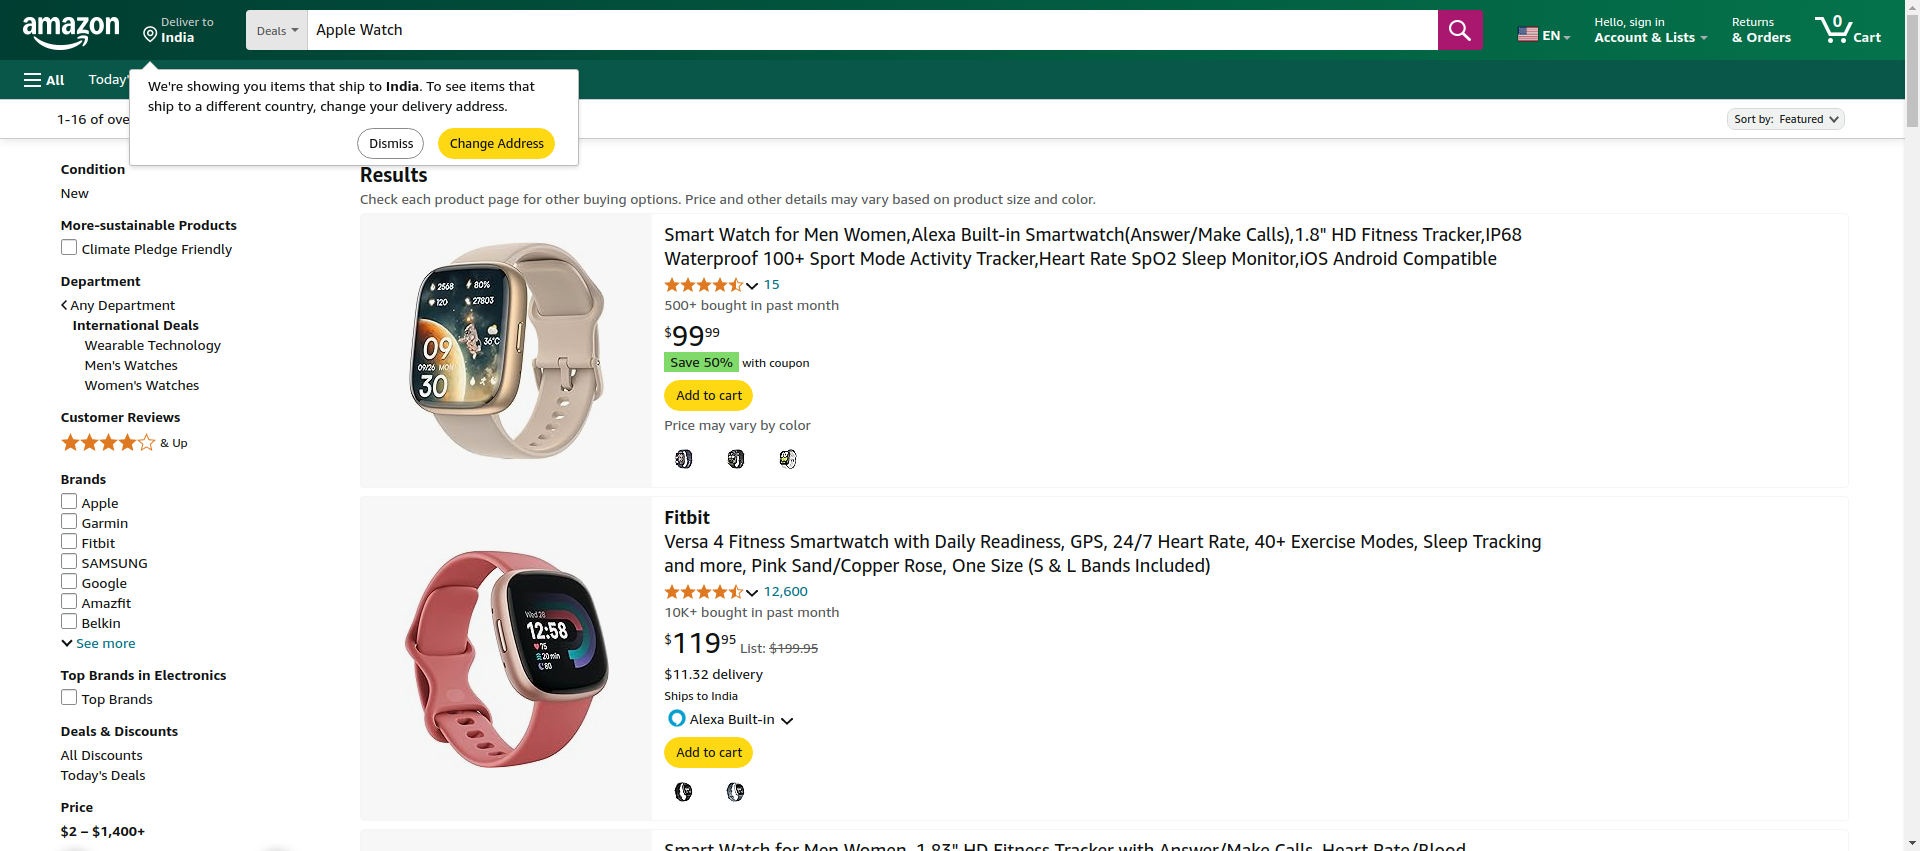 amazon
Deliver to
India
Deals
Apple Watch
EN
Hello, sign in
Account & Lists
Returns
& Orders
0
Cart
All
Today'
We're showing you items that ship to India. To see items that
ship to a different country, change your delivery address.
Dismiss
Change Address
1-16 of ove
Sort by: Featured
Condition
New
More-sustainable Products
Climate Pledge Friendly
Department
Any Department
International Deals
Wearable Technology
Men's Watches
Women's Watches
Customer Reviews
& Up
Brands
Apple
Garmin
Fitbit
SAMSUNG
Google
Amazfit
Belkin
See more
Top Brands in Electronics
Top Brands
Deals & Discounts
All Discounts
Today's Deals
Price
$2 – $1,400+
Results
Check each product page for other buying options. Price and other details may vary based on product size and color.
2568 80%
120 27803
36°C
09
09/26 MON
30
Smart Watch for Men Women,Alexa Built-in Smartwatch(Answer/Make Calls),1.8" HD Fitness Tracker,IP68
Waterproof 100+ Sport Mode Activity Tracker,Heart Rate SpO2 Sleep Monitor,iOS Android Compatible
15
500+ bought in past month
$99 99
Save 50% with coupon
Add to cart
Price may vary by color
Wed 28
12:58
75
20 min
80
Fitbit
Versa 4 Fitness Smartwatch with Daily Readiness, GPS, 24/7 Heart Rate, 40+ Exercise Modes, Sleep Tracking
and more, Pink Sand/Copper Rose, One Size (S & L Bands Included)
12,600
10K+ bought in past month
$119 95 List: $199.95
$11.32 delivery
Ships to India
Alexa Built-in
Add to cart
Smart Watch for Men Women, 1.83" HD Fitness Tracker with Answer/Make Calls, Heart Rate/Blood